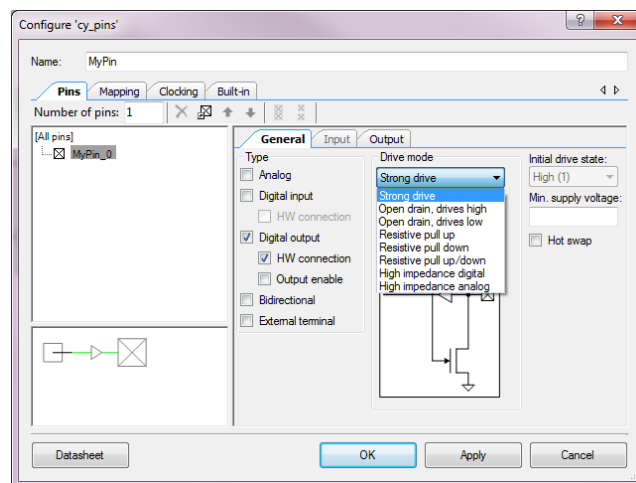 Configure 'cy_pins'
Name: MyPin
Pins Mapping Clocking Built-in
Number of pins: 1
[All pins]
MyPin_0
General Input Output
Type
Analog
Digital input
HW connection
Digital output
HW connection
Output enable
Bidirectional
External terminal
Drive mode
Strong drive
Strong drive
Open drain, drives high
Open drain, drives low
Resistive pull up
Resistive pull down
Resistive pull up/down
High impedance digital
High impedance analog
Initial drive state:
High (1)
Min. supply voltage:
Hot swap
Datasheet OK Apply Cancel